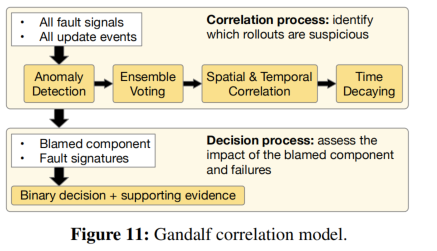 • All fault signals
• All update events
Correlation process: identify
which rollouts are suspicious
Anomaly
Detection
Ensemble
Voting
Spatial & Temporal
Correlation
Time
Decaying
• Blamed component
• Fault signatures
Decision process: assess the
impact of the blamed component
and failures
Binary decision + supporting evidence
Figure 11: Gandalf correlation model.